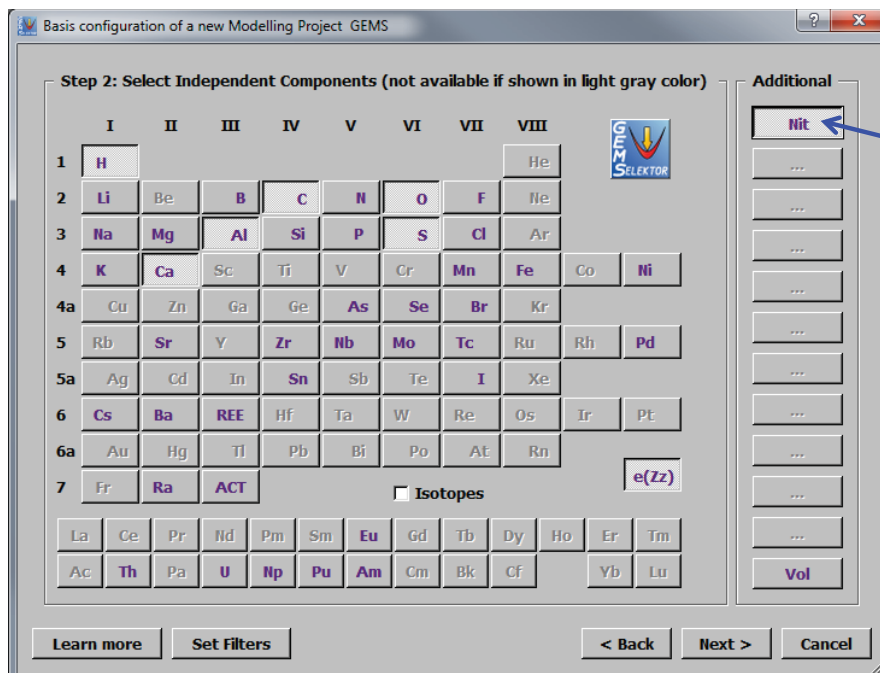 Basis configuration of a new Modelling Project GEMS
? X
Step 2: Select Independent Components (not available if shown in light gray color)
Additional
I II III IV V VI VII VIII
GEMS SELEKTOR
Nit
1 H He
...
2 Li Be B C N O F Ne
...
3 Na Mg Al Si P S Cl Ar
...
4 K Ca Sc Ti V Cr Mn Fe Co Ni
...
4a Cu Zn Ga Ge As Se Br Kr
...
5 Rb Sr Y Zr Nb Mo Tc Ru Rh Pd
...
5a Ag Cd In Sn Sb Te I Xe
...
6 Cs Ba REE Hf Ta W Re Os Ir Pt
...
6a Au Hg Tl Pb Bi Po At Rn
...
7 Fr Ra ACT
Isotopes
e(Zz)
...
La Ce Pr Nd Pm Sm Eu Gd Tb Dy Ho Er Tm
...
Ac Th Pa U Np Pu Am Cm Bk Cf Yb Lu
Vol
Learn more Set Filters < Back Next > Cancel